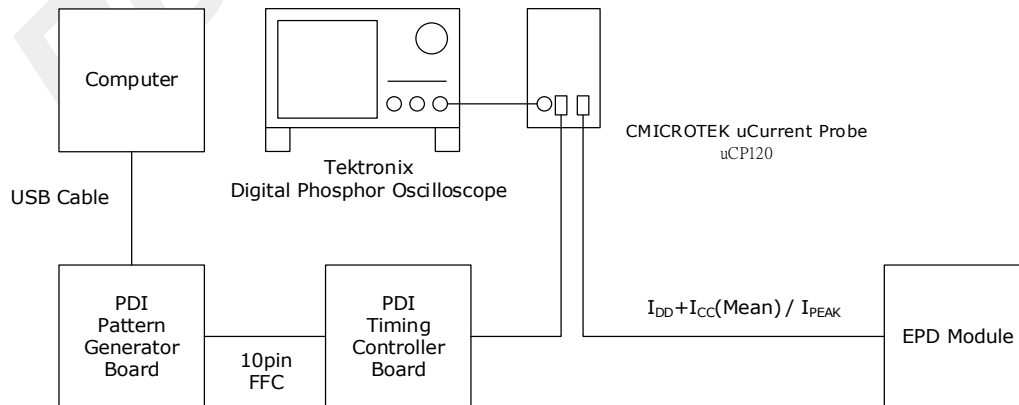 Computer
Tektronix
Digital Phosphor Oscilloscope
CMICROTEK uCurrent Probe
uCP120
USB Cable
PDI
Pattern
Generator
Board
10pin
FFC
PDI
Timing
Controller
Board
IDD+ICC(Mean) / IPEAK
EPD Module